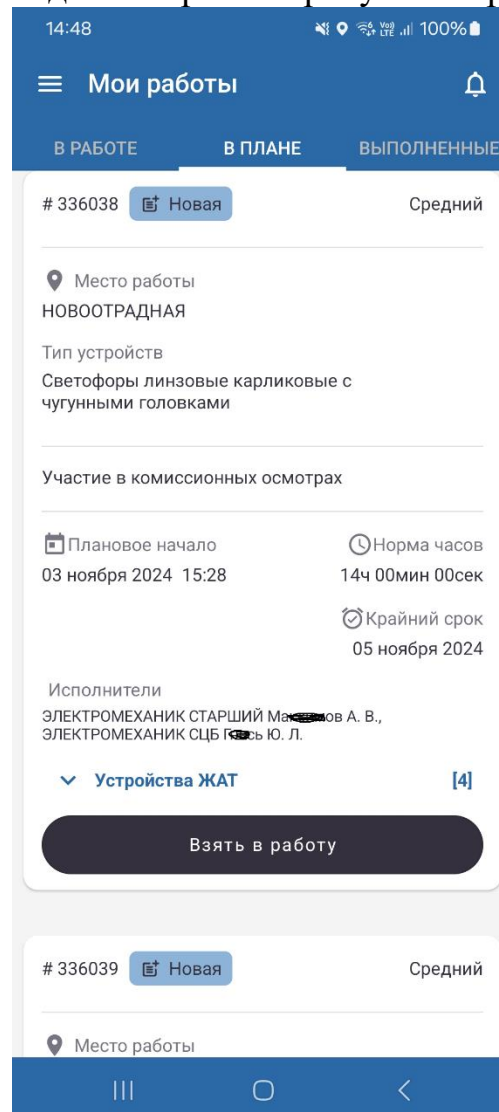 14:48 100%
Мои работы
В РАБОТЕ В ПЛАНЕ ВЫПОЛНЕННЫЕ
# 336038 Новая Средний
Место работы
НОВООТРАДНАЯ
Тип устройств
Светофоры линзовые карликовые с
чугунными головками
Участие в комиссионных осмотрах
Плановое начало Норма часов
03 ноября 2024 15:28 14ч 00мин 00сек
Крайний срок
05 ноября 2024
Исполнители
ЭЛЕКТРОМЕХАНИК СТАРШИЙ А. В.,
ЭЛЕКТРОМЕХАНИК СЦБ Ю. Л.
Устройства ЖАТ [4]
Взять в работу
# 336039 Новая Средний
Место работы